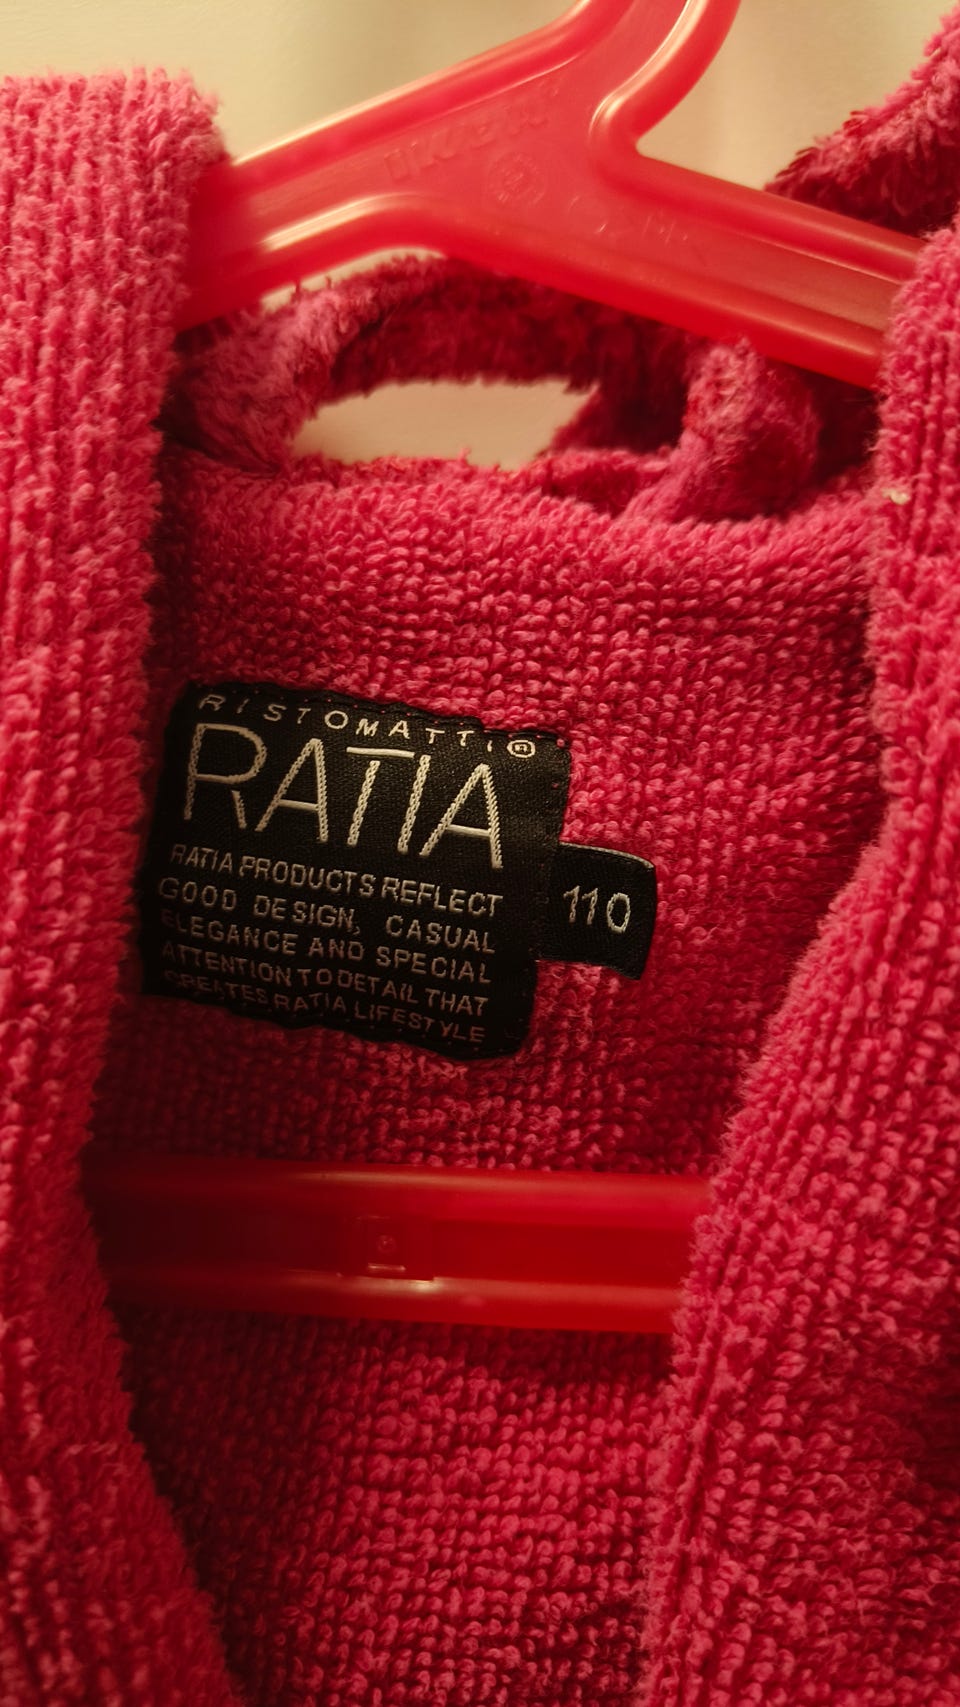 IKEA
RISTOMATTI®
RATIA
RATIA PRODUCTS REFLECT
GOOD DESIGN, CASUAL
ELEGANCE AND SPECIAL
ATTENTION TO DETAIL THAT
CREATES RATIA LIFESTYLE
110